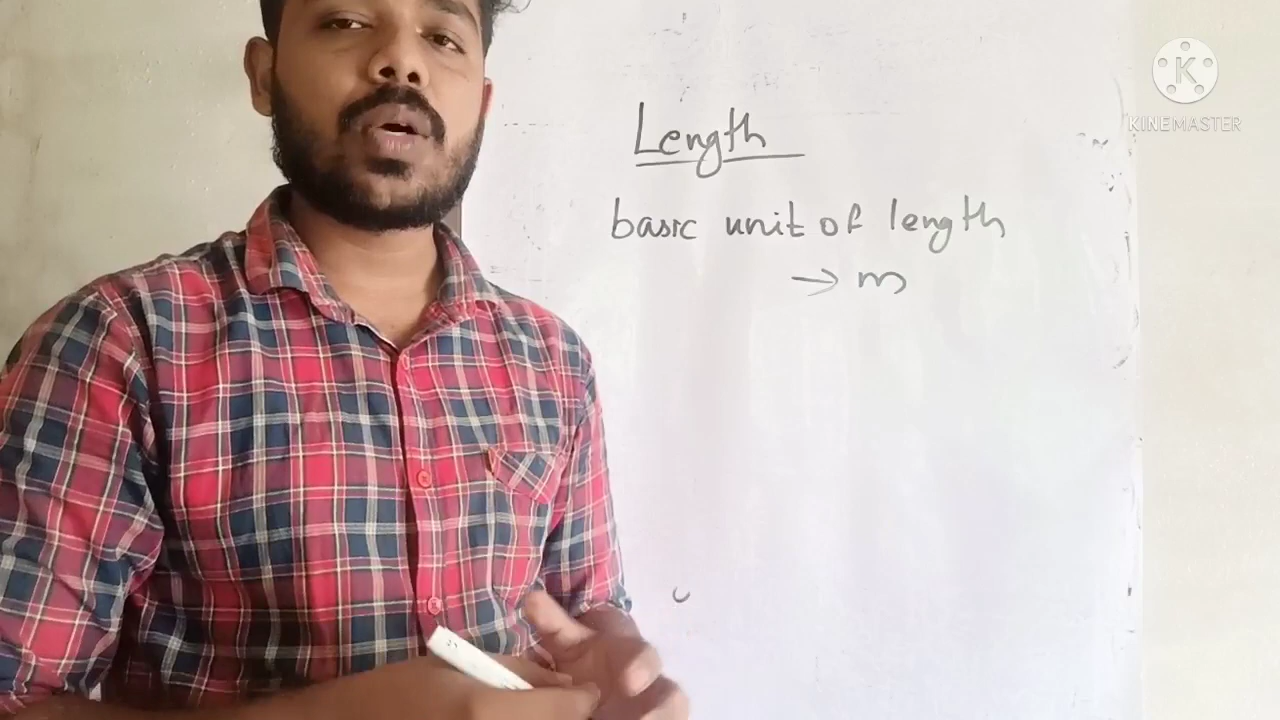 Length
basic unit of length
→ m
K
KINEMASTER